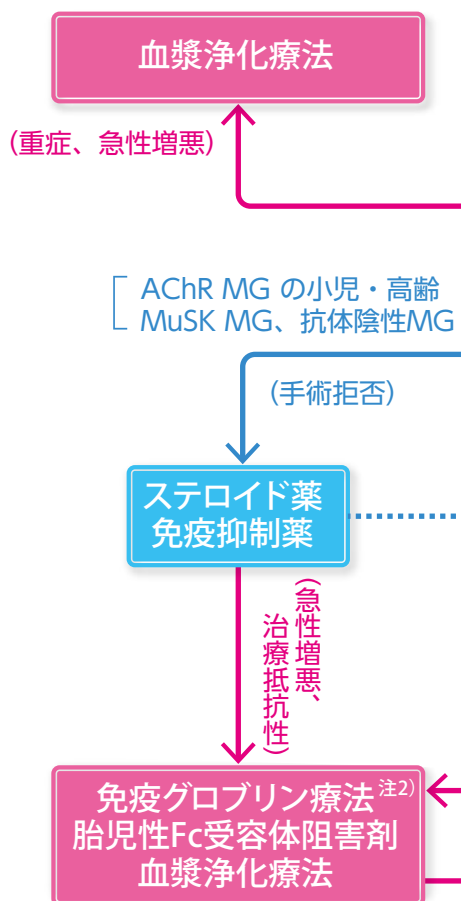 血漿浄化療法
(重症、急性増悪)
AChR MG の小児・高齢
MuSK MG、抗体陰性MG
(手術拒否)
ステロイド薬
免疫抑制薬
(急性増悪、
治療抵抗性)
免疫グロブリン療法注2)
胎児性Fc受容体阻害剤
血漿浄化療法